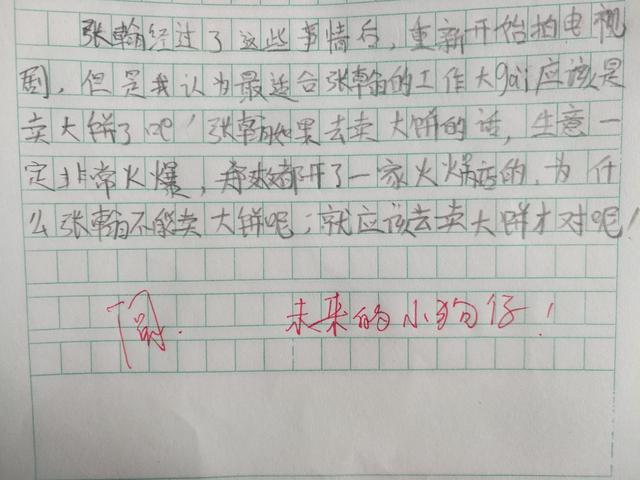 张翰经过了这些事情后，重新开始拍电视
剧，但是我认为最适合张翰的工作大gai应该是
卖大饼了吧！张翰如果去卖大饼的话，生意一
定非常火爆，郑爽都开了一家火火锅店的，为什
么张翰不能卖大饼呢；就应该去卖大饼才对呢！
阅． 未来的小狗仔！